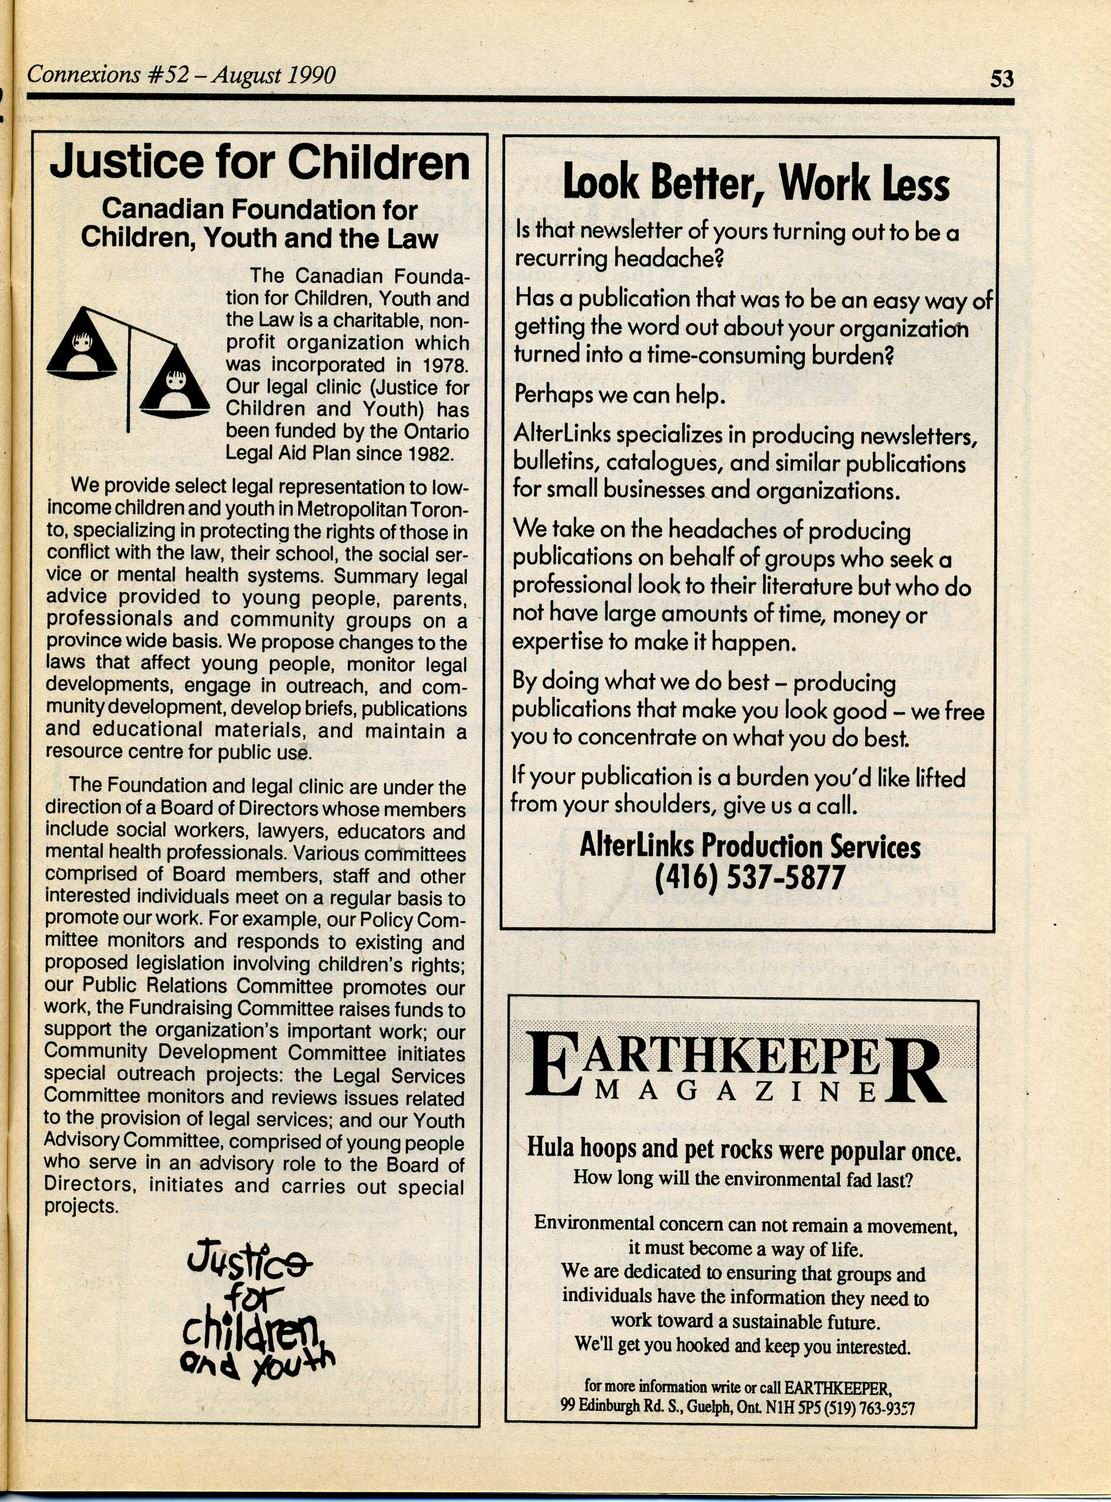 Connexions #52 – August 1990
53
Justice for Children
Canadian Foundation for
Children, Youth and the Law
The Canadian Founda-
tion for Children, Youth and
the Law is a charitable, non-
profit organization which
was incorporated in 1978.
Our legal clinic (Justice for
Children and Youth) has
been funded by the Ontario
Legal Aid Plan since 1982.
We provide select legal representation to low-
income children and youth in Metropolitan Toron-
to, specializing in protecting the rights of those in
conflict with the law, their school, the social ser-
vice or mental health systems. Summary legal
advice provided to young people, parents,
professionals and community groups on a
province wide basis. We propose changes to the
laws that affect young people, monitor legal
developments, engage in outreach, and com-
munity development, develop briefs, publications
and educational materials, and maintain a
resource centre for public use.
The Foundation and legal clinic are under the
direction of a Board of Directors whose members
include social workers, lawyers, educators and
mental health professionals. Various committees
comprised of Board members, staff and other
interested individuals meet on a regular basis to
promote our work. For example, our Policy Com-
mittee monitors and responds to existing and
proposed legislation involving children's rights;
our Public Relations Committee promotes our
work, the Fundraising Committee raises funds to
support the organization's important work; our
Community Development Committee initiates
special outreach projects: the Legal Services
Committee monitors and reviews issues related
to the provision of legal services; and our Youth
Advisory Committee, comprised of young people
who serve in an advisory role to the Board of
Directors, initiates and carries out special
projects.
Justice
for
children,
and youth
Look Better, Work Less
Is that newsletter of yours turning out to be a
recurring headache?
Has a publication that was to be an easy way of
getting the word out about your organization
turned into a time-consuming burden?
Perhaps we can help.
AlterLinks specializes in producing newsletters,
bulletins, catalogues, and similar publications
for small businesses and organizations.
We take on the headaches of producing
publications on behalf of groups who seek a
professional look to their literature but who do
not have large amounts of time, money or
expertise to make it happen.
By doing what we do best – producing
publications that make you look good – we free
you to concentrate on what you do best.
If your publication is a burden you'd like lifted
from your shoulders, give us a call.
AlterLinks Production Services
(416) 537-5877
EARTHKEEPER
MAGAZINE
Hula hoops and pet rocks were popular once.
How long will the environmental fad last?
Environmental concern can not remain a movement,
it must become a way of life.
We are dedicated to ensuring that groups and
individuals have the information they need to
work toward a sustainable future.
We'll get you hooked and keep you interested.
for more information write or call EARTHKEEPER,
99 Edinburgh Rd. S., Guelph, Ont. N1H 5P5 (519) 763-9357